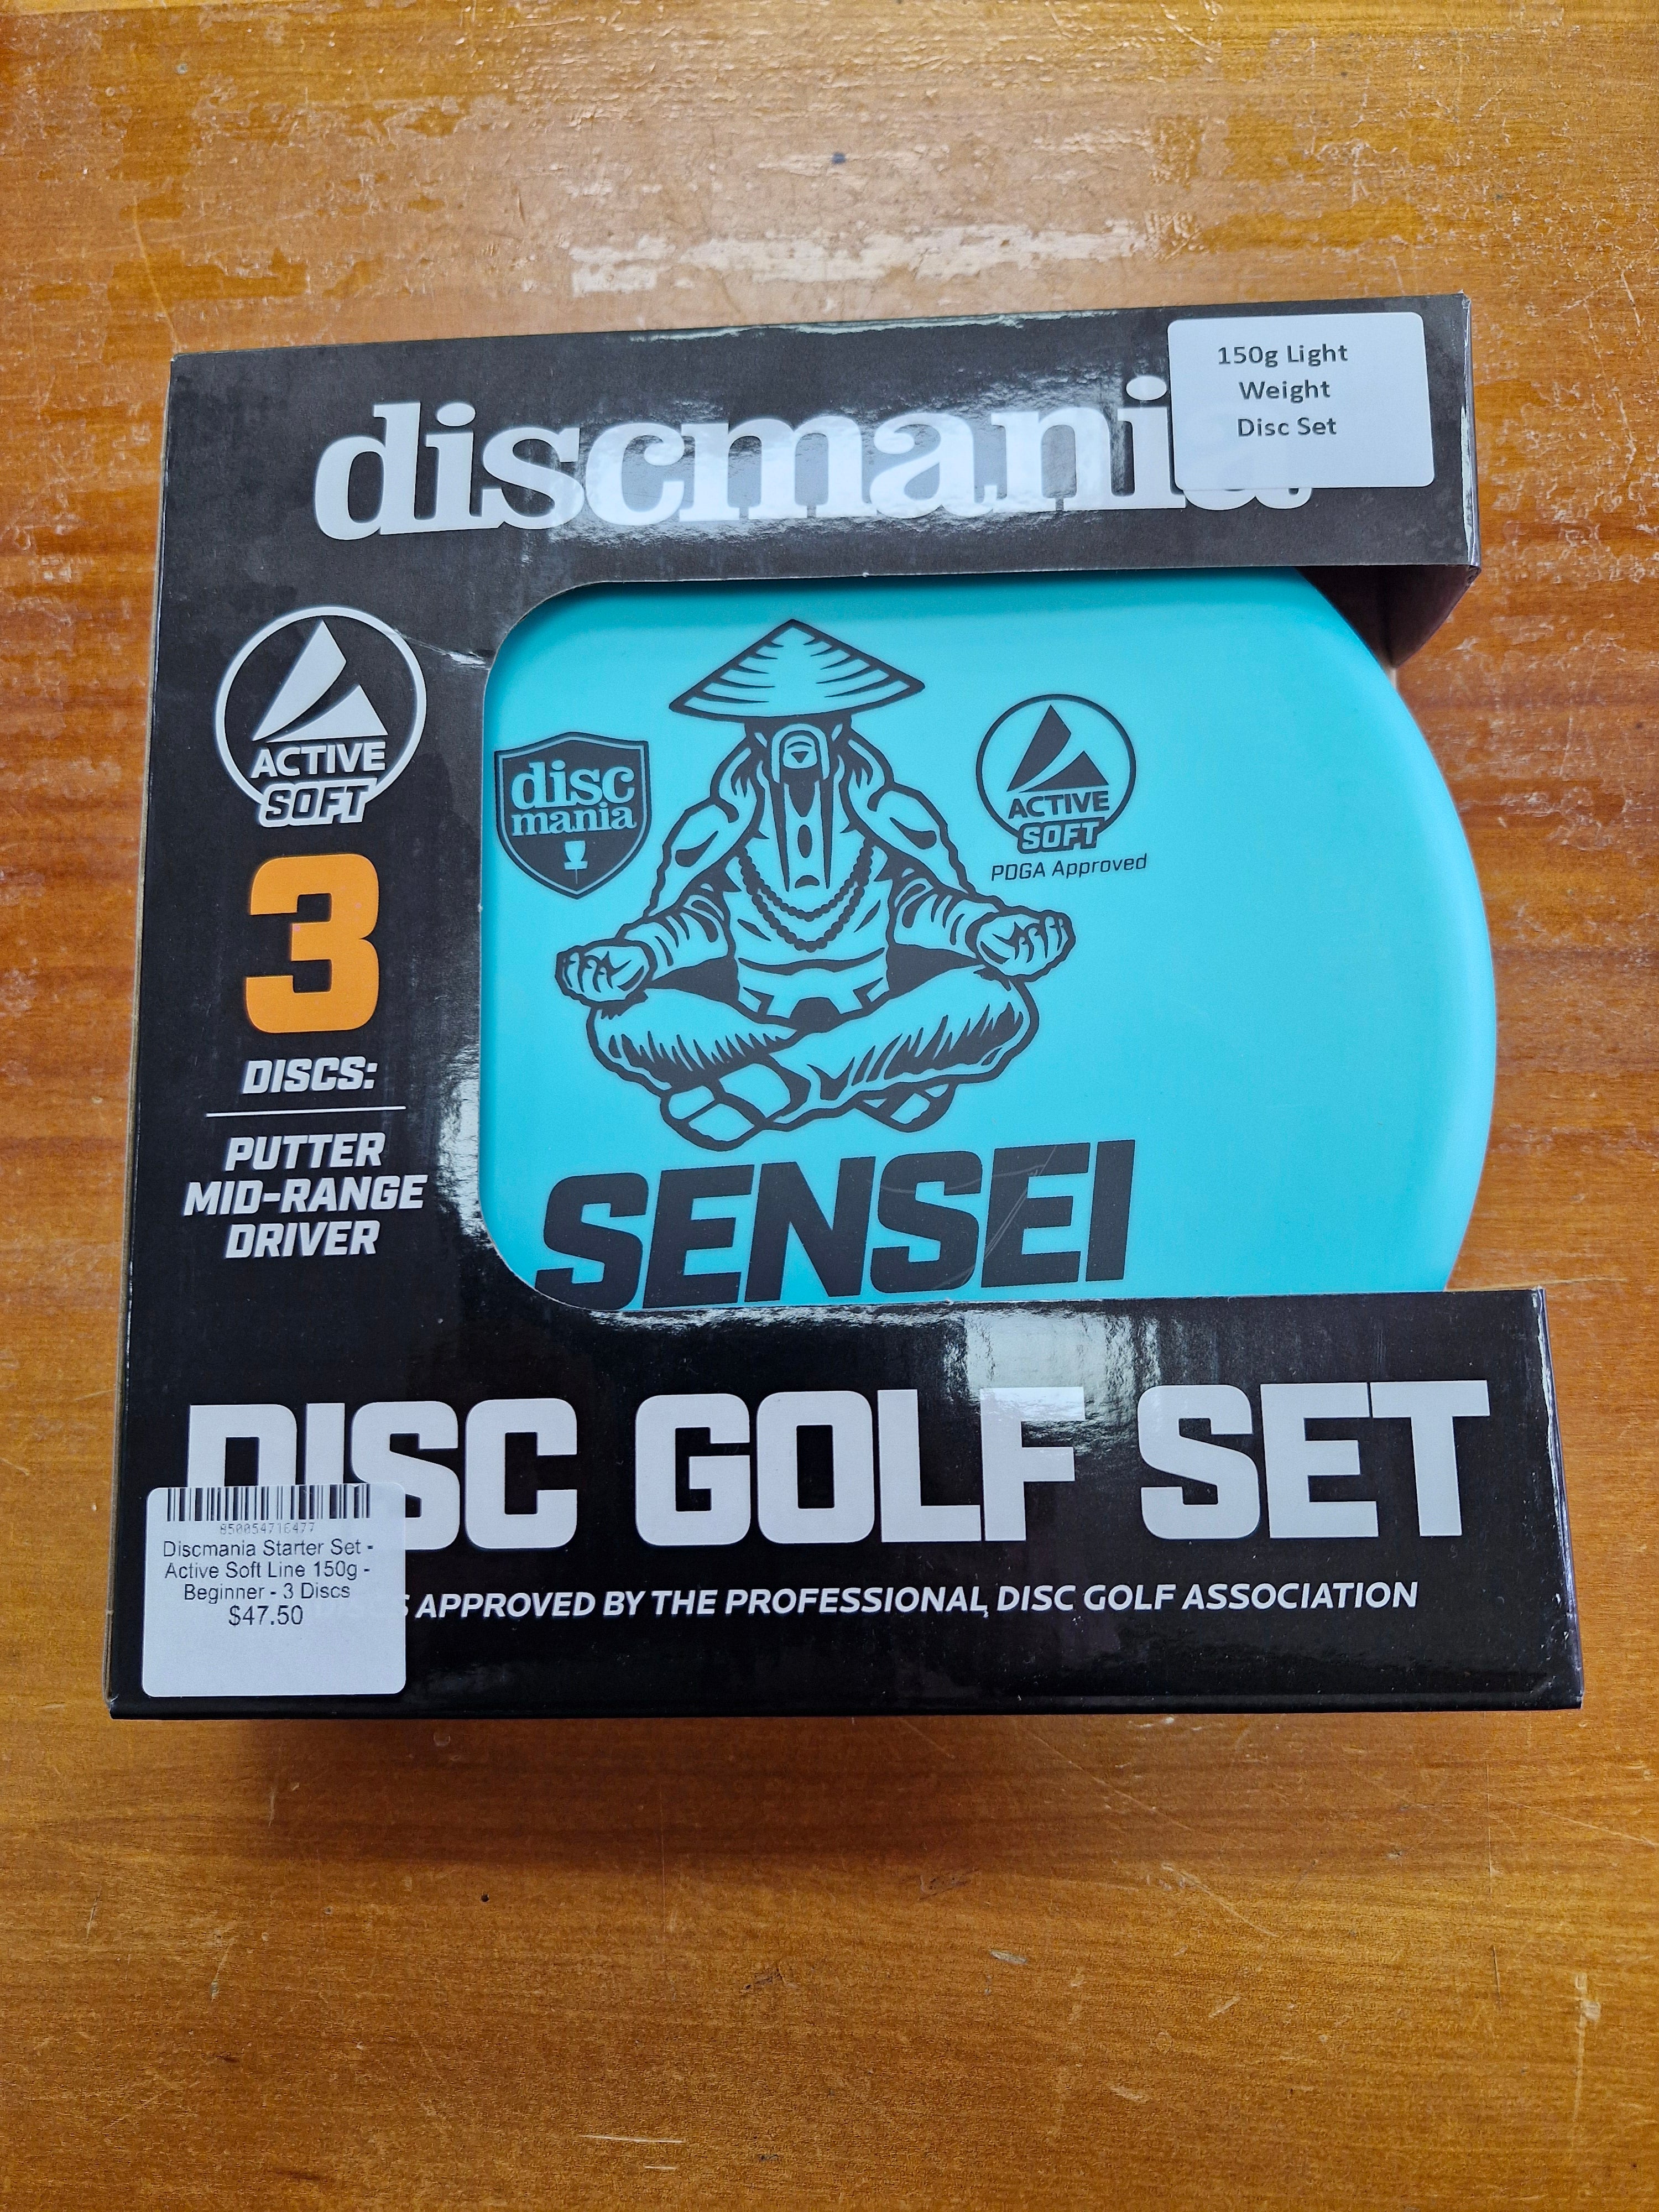 150g Light
Weight
Disc Set
discmania
ACTIVE
SOFT
3
DISCS:
PUTTER
MID-RANGE
DRIVER
disc
mania
ACTIVE
SOFT
PDGA Approved
SENSEI
DISC GOLF SET
APPROVED BY THE PROFESSIONAL DISC GOLF ASSOCIATION
850054716477
Discmania Starter Set -
Active Soft Line 150g -
Beginner - 3 Discs
$47.50